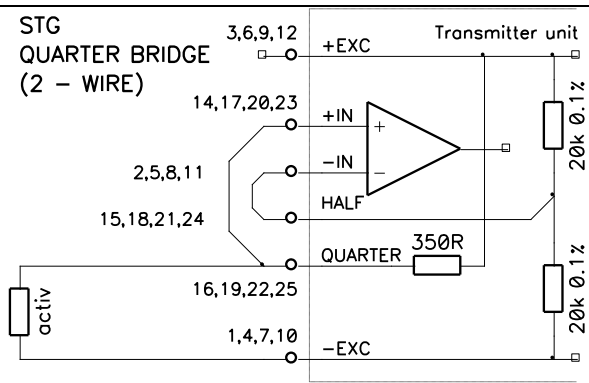 STG
QUARTER BRIDGE
(2 - WIRE)
3,6,9,12
+EXC
Transmitter unit
14,17,20,23
+IN
+
20k 0.1%
2,5,8,11
-IN
-
15,18,21,24
HALF
QUARTER
350R
16,19,22,25
20k 0.1%
activ
1,4,7,10
-EXC